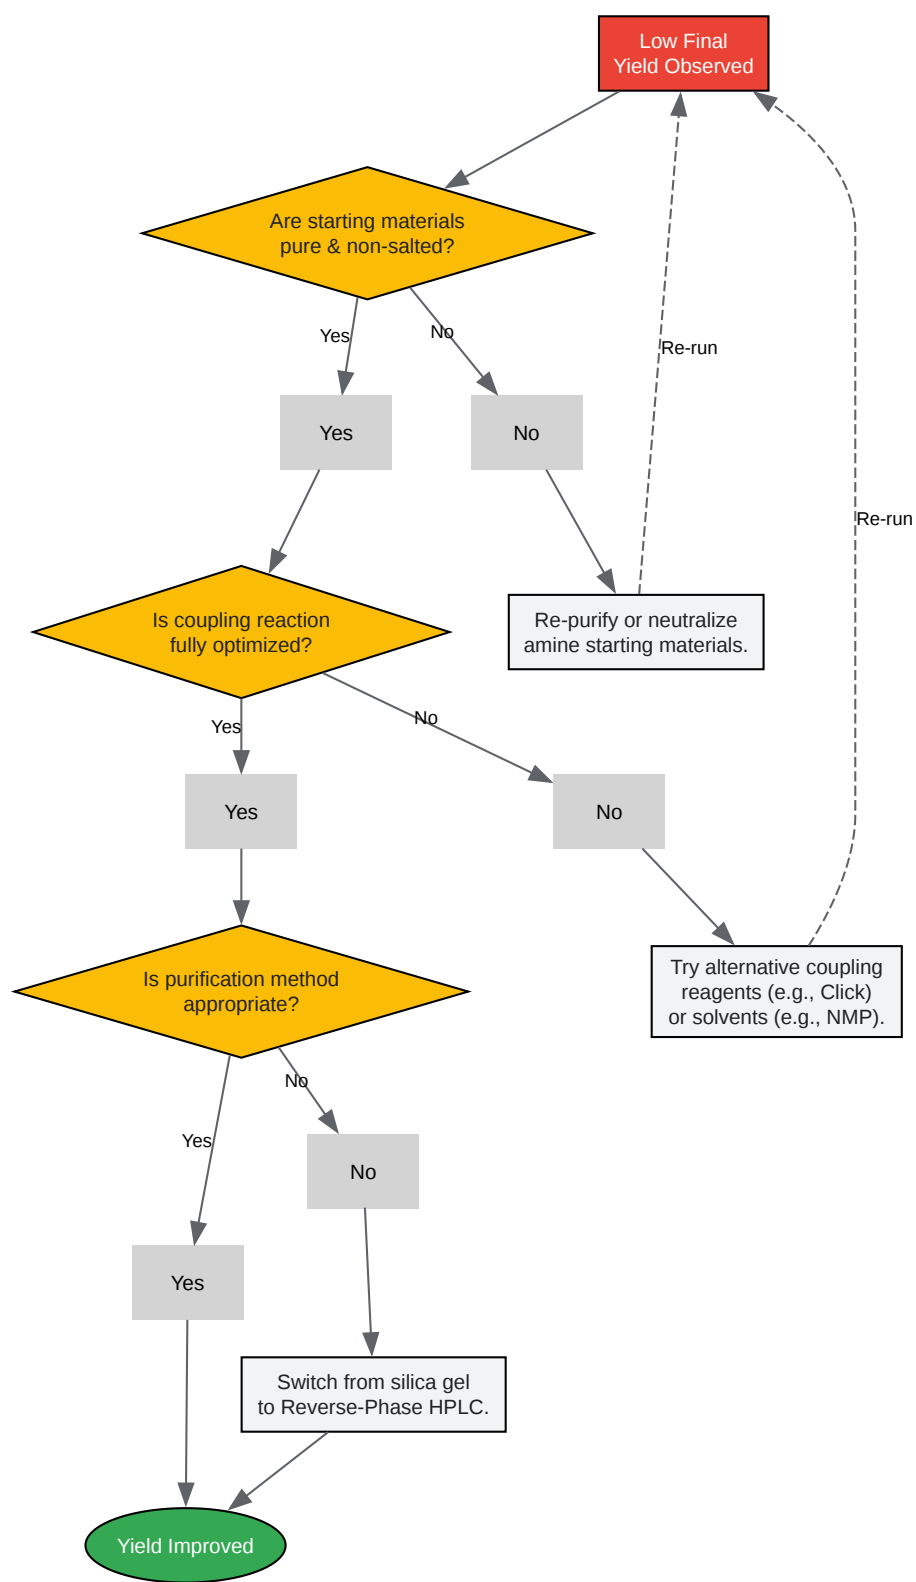 Low Final
Yield Observed
Are starting materials
pure & non-salted?
Yes
No
Re-run
Yes
No
Re-run
Is coupling reaction
fully optimized?
Re-purify or neutralize
amine starting materials.
Yes
No
Yes
No
Is purification method
appropriate?
Try alternative coupling
reagents (e.g., Click)
or solvents (e.g., NMP).
No
Yes
No
Yes
Switch from silica gel
to Reverse-Phase HPLC.
Yield Improved